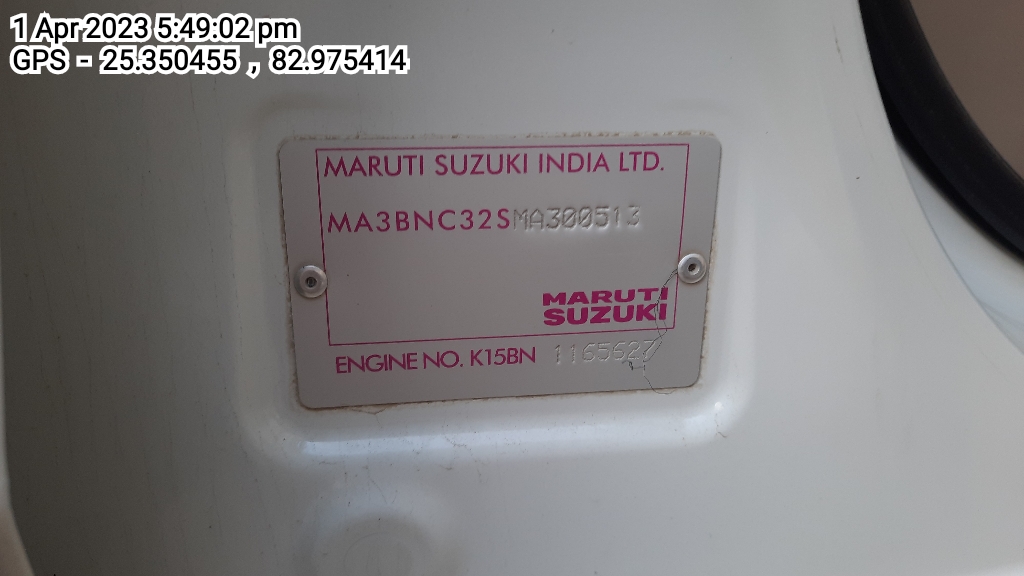 1 Apr 2023 5:49:02 pm
GPS - 25.350455 , 82.975414
MARUTI SUZUKI INDIA LTD.
MA3BNC32SMA300513
MARUTI
SUZUKI
ENGINE NO. K15BN 1165627